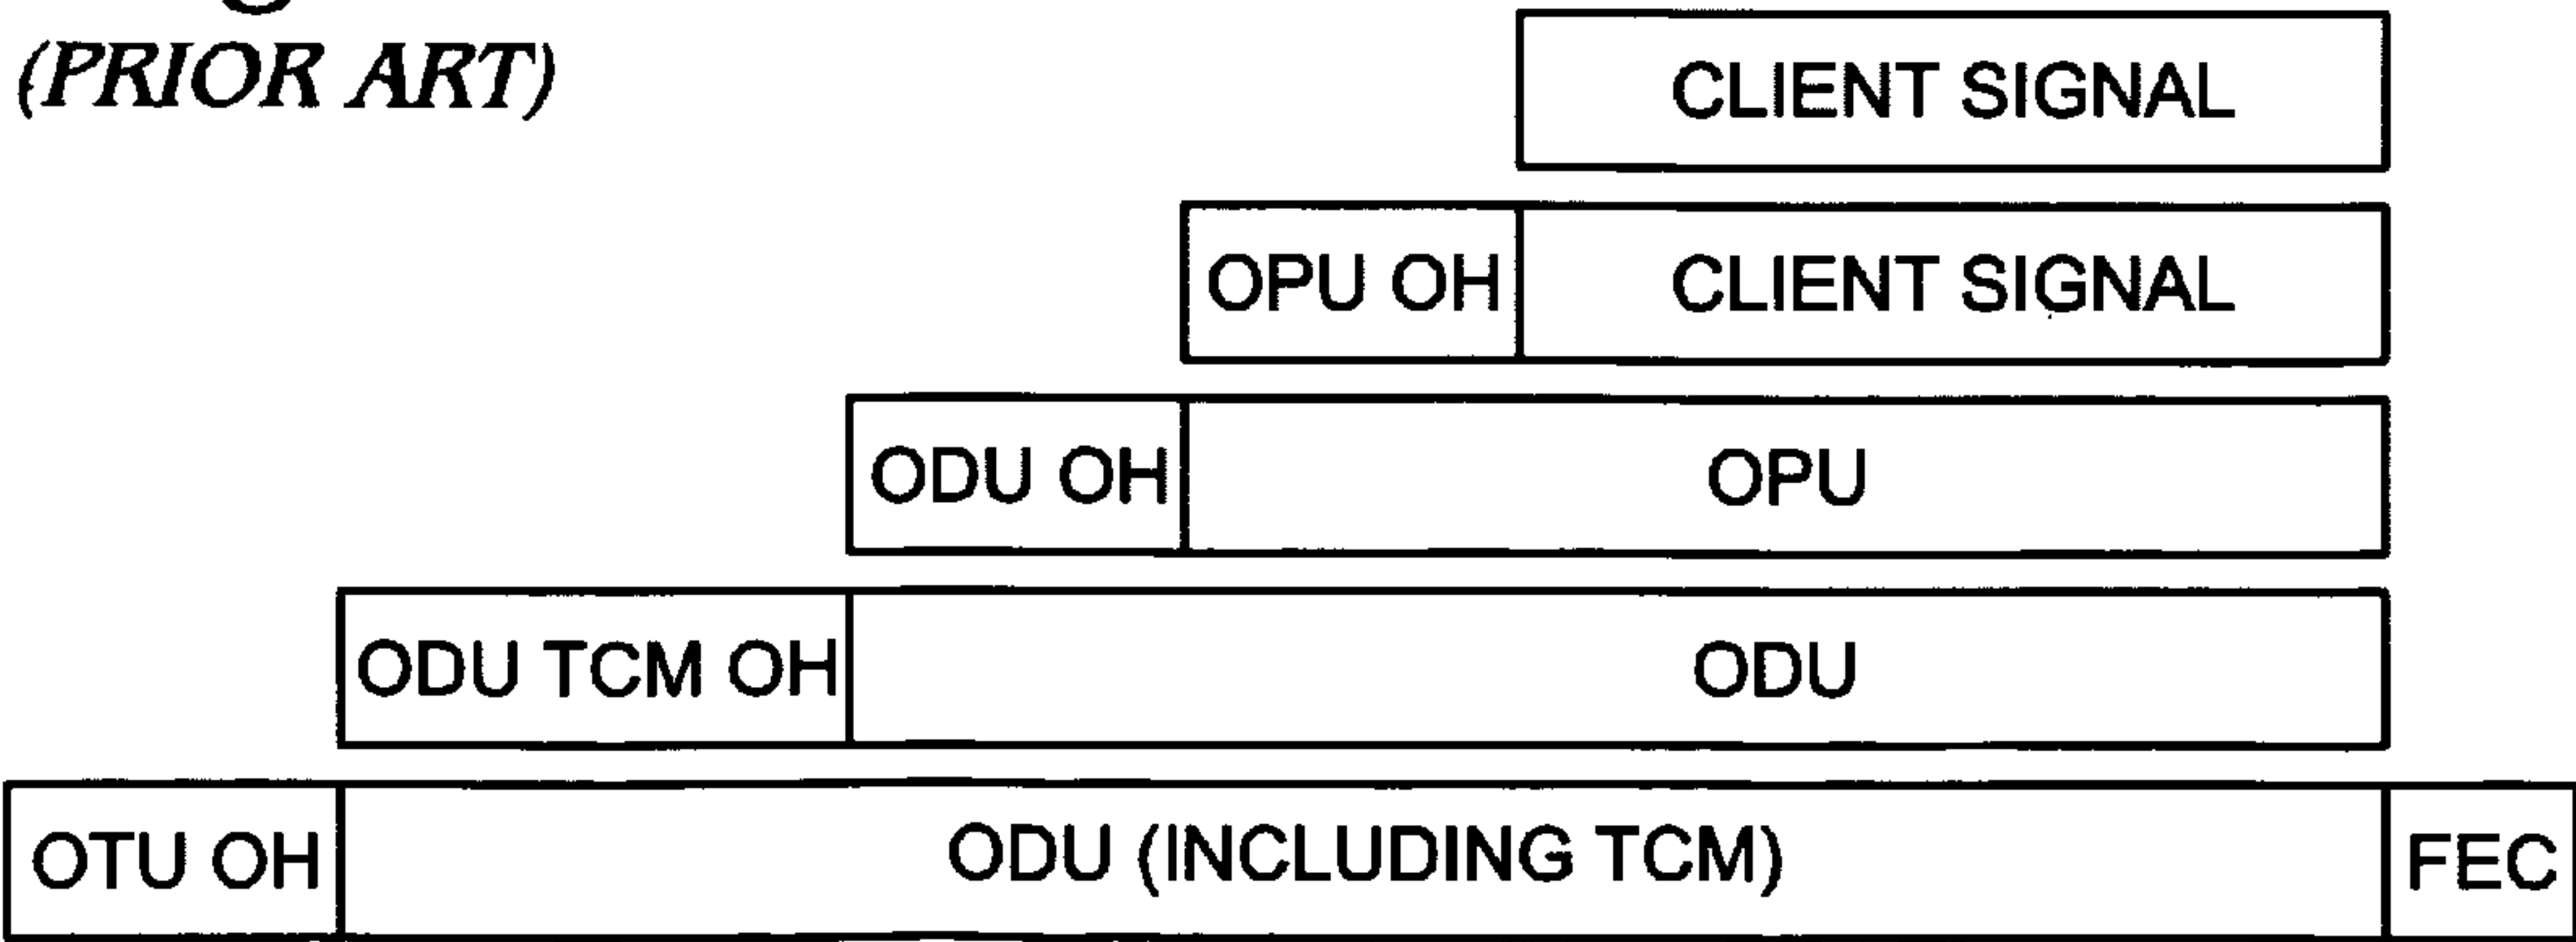 (PRIOR ART)
CLIENT SIGNAL
OPU OH CLIENT SIGNAL
ODU OH OPU
ODU TCM OH ODU
OTU OH ODU (INCLUDING TCM) FEC